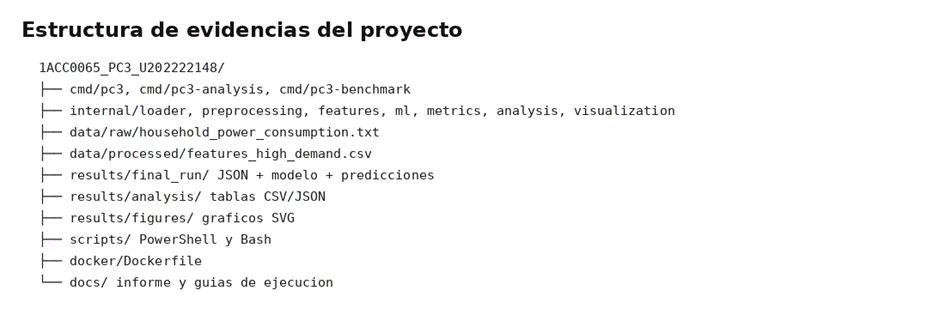 Estructura de evidencias del proyecto
1ACC0065_PC3_U202222148/
├── cmd/pc3, cmd/pc3-analysis, cmd/pc3-benchmark
├── internal/loader, preprocessing, features, ml, metrics, analysis, visualization
├── data/raw/household_power_consumption.txt
├── data/processed/features_high_demand.csv
├── results/final_run/ JSON + modelo + predicciones
├── results/analysis/ tablas CSV/JSON
├── results/figures/ graficos SVG
├── scripts/ PowerShell y Bash
├── docker/Dockerfile
└── docs/ informe y guias de ejecucion